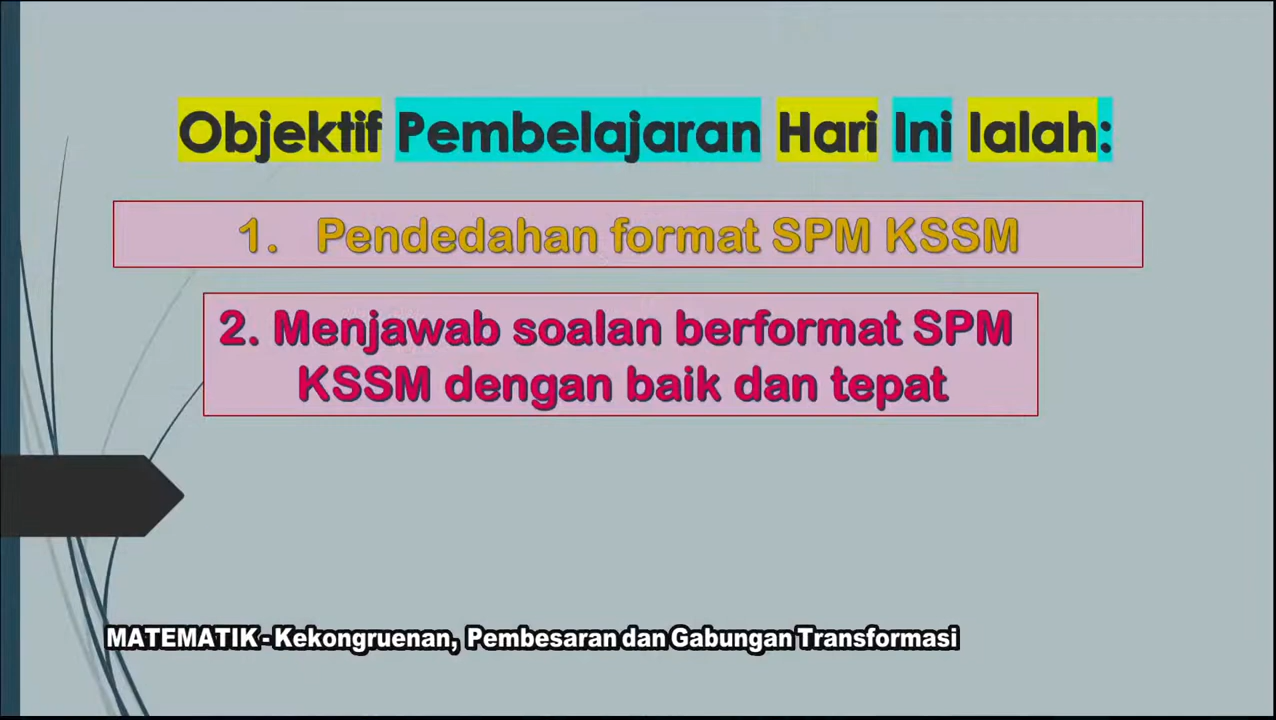 Objektif Pembelajaran Hari Ini Ialah:
1. Pendedahan format SPM KSSM
2. Menjawab soalan berformat SPM
KSSM dengan baik dan tepat
MATEMATIK - Kekongruenan, Pembesaran dan Gabungan Transformasi